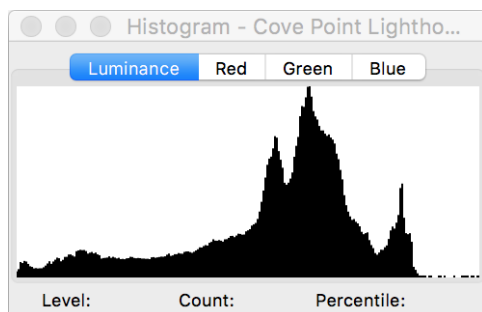 Histogram - Cove Point Lightho...
Luminance Red Green Blue
Level: Count: Percentile: